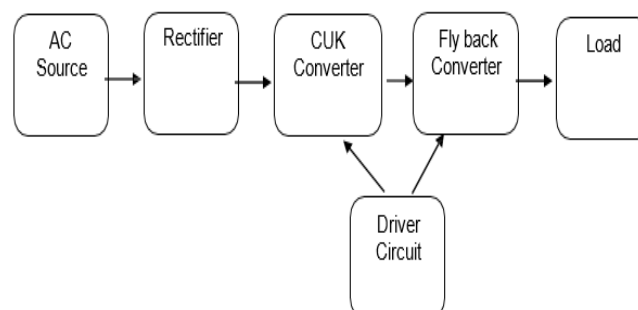 AC
Source
Rectifier
CUK
Converter
Fly back
Converter
Load
Driver
Circuit